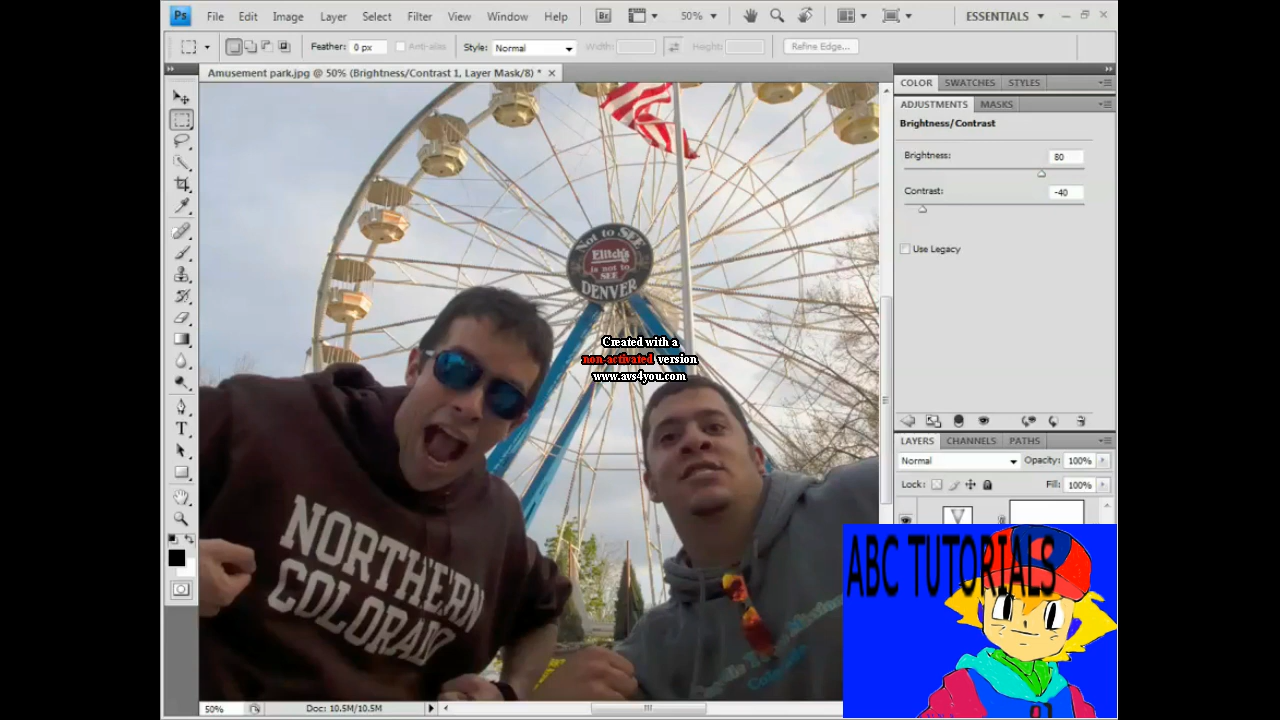 Ps File Edit Image Layer Select Filter View Window Help Br 50% ESSENTIALS
Feather: 0 px Anti-alias Style: Normal Width: Height: Refine Edge...
Amusement park.jpg @ 50% (Brightness/Contrast 1, Layer Mask/8) *
COLOR SWATCHES STYLES
ADJUSTMENTS MASKS
Brightness/Contrast
Brightness: 80
Contrast: -40
Use Legacy
Not to SEE
Elitch's
is not to
SEE
DENVER
Created with a
non-activated version
www.avs4you.com
NORTHERN
COLORADO
LAYERS CHANNELS PATHS
Normal Opacity: 100%
Lock: Fill: 100%
ABC TUTORIALS
50% Doc: 10.5M/10.5M